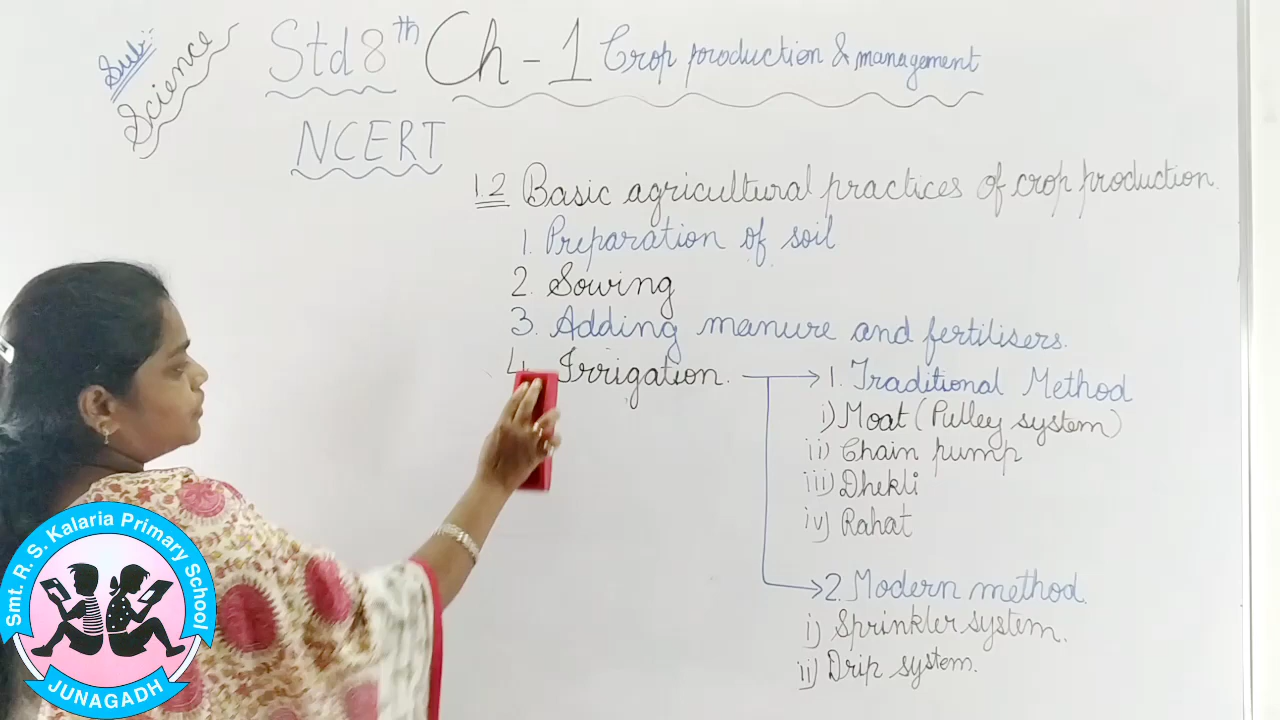 Sub:-
Science
Std 8th Ch - 1 Crop production & management
NCERT
1.2 Basic agricultural practices of crop production.
1. Preparation of soil
2. Sowing
3. Adding manure and fertilisers.
4. Irrigation. → 1. Traditional Method
i) Moat (Pulley system)
ii) Chain pump
iii) Dhekli
iv) Rahat
2. Modern method.
i) Sprinkler system.
ii) Drip system.
Smt. R. S. Kalaria Primary School
JUNAGADH